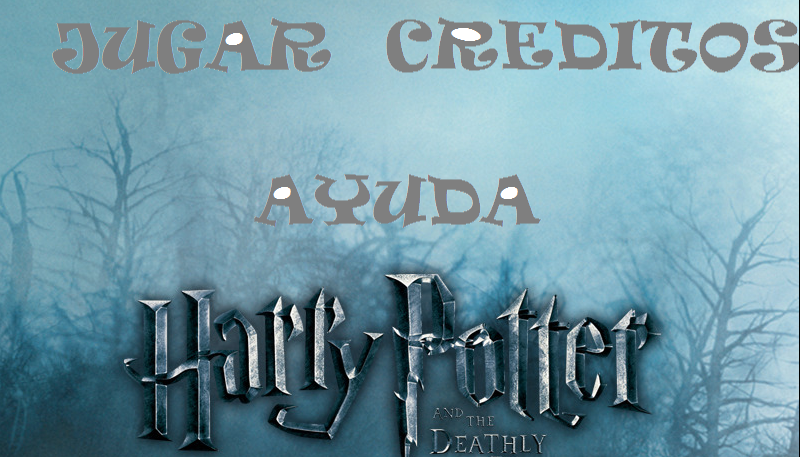 JUGAR CREDITOS
AYUDA
Harry Potter
AND THE
DEATHLY